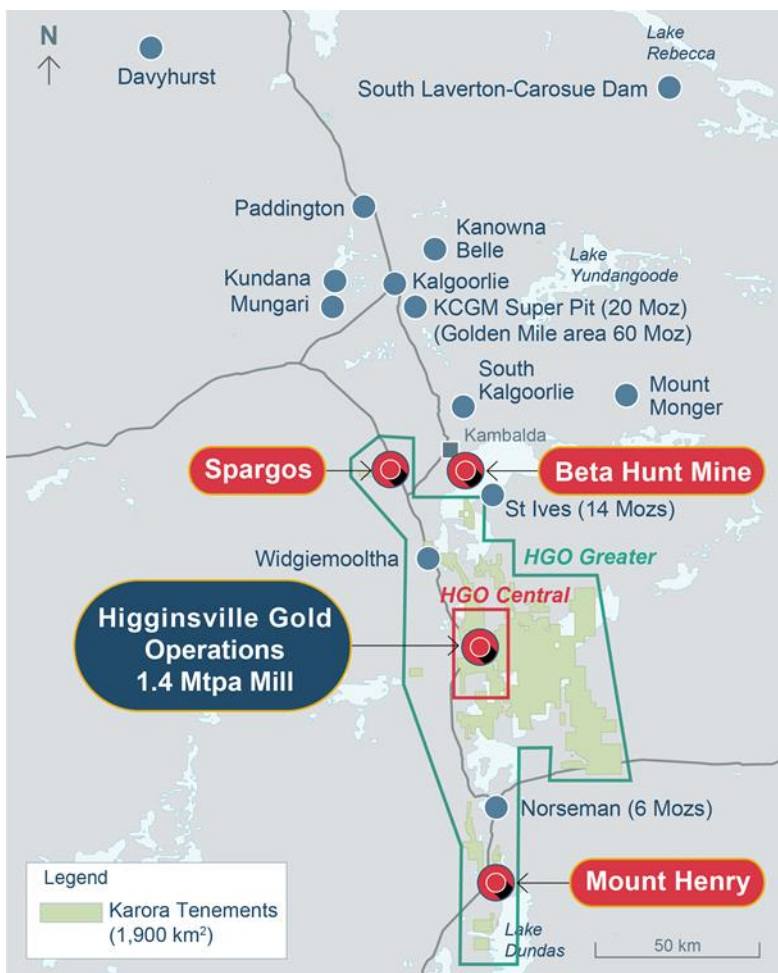 N
Davyhurst
Lake
Rebecca
South Laverton-Carosue Dam
Paddington
Kanowna
Belle
Lake
Yundangoode
Kundana
Kalgoorlie
Mungari
KCGM Super Pit (20 Moz)
(Golden Mile area 60 Moz)
South
Kalgoorlie
Mount
Monger
Kambalda
Spargos
Beta Hunt Mine
St Ives (14 Mozs)
Widgiemooltha
HGO Greater
HGO Central
Higginsville Gold
Operations
1.4 Mtpa Mill
Norseman (6 Mozs)
Legend
Karora Tenements
(1,900 km²)
Mount Henry
Lake
Dundas
50 km